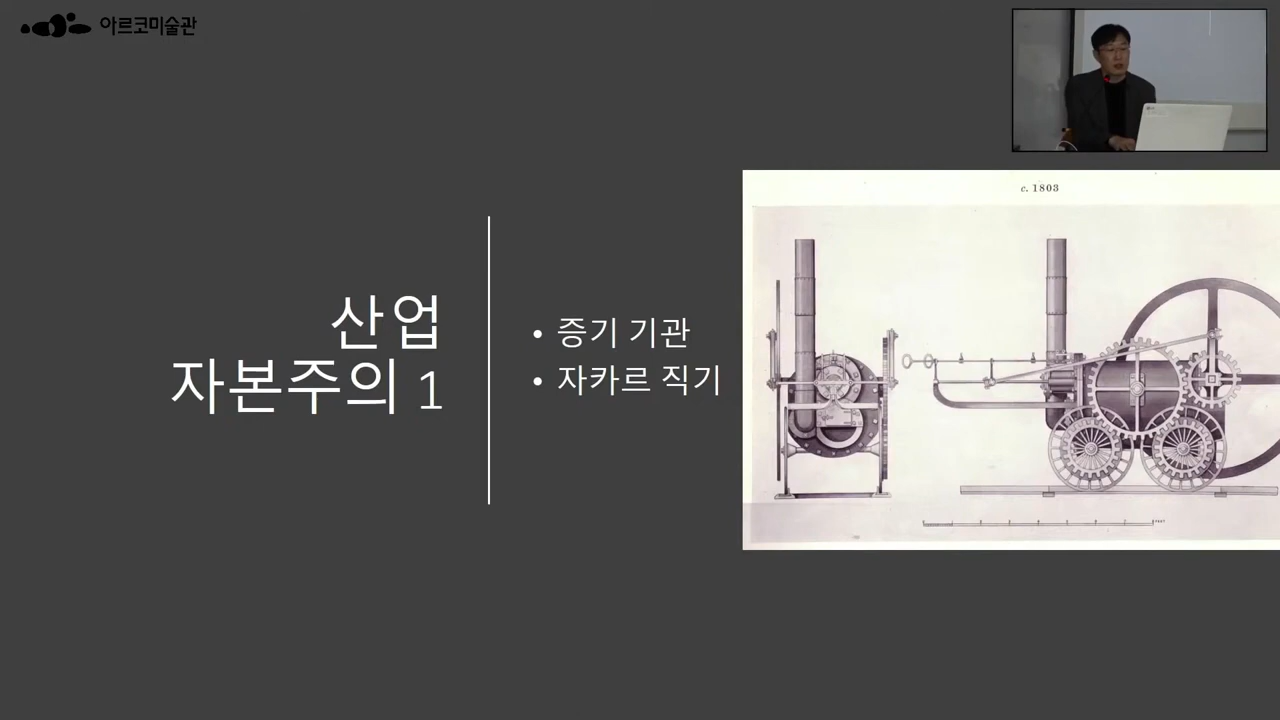 아르코미술관
산업
자본주의 1
• 증기 기관
• 자카르 직기
c. 1803